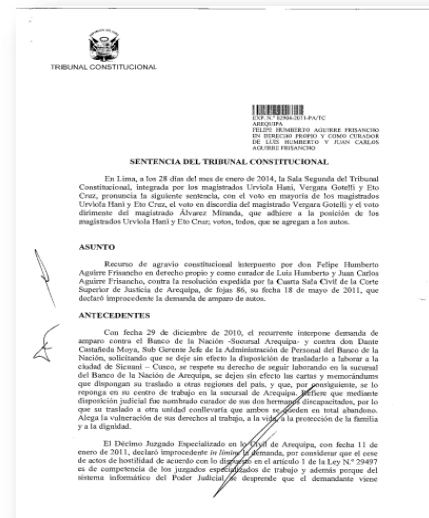 TRIBUNAL CONSTITUCIONAL
EXP. N.° 02904-2011-PA/TC
AREQUIPA
FELIPE HUMBERTO AGUIRRE FRISANCHO
EN DERECHO PROPIO Y COMO CURADOR
DE LUIS HUMBERTO Y JUAN CARLOS
AGUIRRE FRISANCHO
SENTENCIA DEL TRIBUNAL CONSTITUCIONAL
En Lima, a los 28 días del mes de enero de 2014, la Sala Segunda del Tribunal
Constitucional, integrada por los magistrados Urviola Hani, Vergara Gotelli y Eto
Cruz, pronuncia la siguiente sentencia, con el voto en mayoría de los magistrados
Urviola Hani y Eto Cruz, el voto en discordia del magistrado Vergara Gotelli y el voto
dirimente del magistrado Álvarez Miranda, que adhiere a la posición de los
magistrados Urviola Hani y Eto Cruz; votos, todos, que se agregan a los autos.
ASUNTO
Recurso de agravio constitucional interpuesto por don Felipe Humberto
Aguirre Frisancho en derecho propio y como curador de Luis Humberto y Juan Carlos
Aguirre Frisancho, contra la resolución expedida por la Cuarta Sala Civil de la Corte
Superior de Justicia de Arequipa, de fojas 86, su fecha 18 de mayo de 2011, que
declaró improcedente la demanda de amparo de autos.
ANTECEDENTES
Con fecha 29 de diciembre de 2010, el recurrente interpone demanda de
amparo contra el Banco de la Nación -Sucursal Arequipa- y contra don Dante
Castañeda Moya, Sub Gerente Jefe de la Administración de Personal del Banco de la
Nación, solicitando que se deje sin efecto la disposición de trasladarlo a laborar a la
ciudad de Sicuani – Cusco, se respete su derecho de seguir laborando en la sucursal
del Banco de la Nación de Arequipa, se dejen sin efecto las cartas y memorándums
que dispongan su traslado a otras regiones del país, y que, por consiguiente, se lo
reponga en su centro de trabajo en la sucursal de Arequipa. Refiere que mediante
disposición judicial fue nombrado curador de sus dos hermanos discapacitados, por lo
que su traslado a otra unidad conllevaría que ambos se queden en total abandono.
Alega la vulneración de sus derechos al trabajo, a la vida, a la protección de la familia
y a la dignidad.
El Décimo Juzgado Especializado en lo Civil de Arequipa, con fecha 11 de
enero de 2011, declaró improcedente in límine la demanda, por considerar que el cese
de actos de hostilidad de acuerdo con lo dispuesto en el artículo 1 de la Ley N.° 29497
es de competencia de los juzgados especializados de trabajo y además porque del
sistema informático del Poder Judicial se desprende que el demandante viene